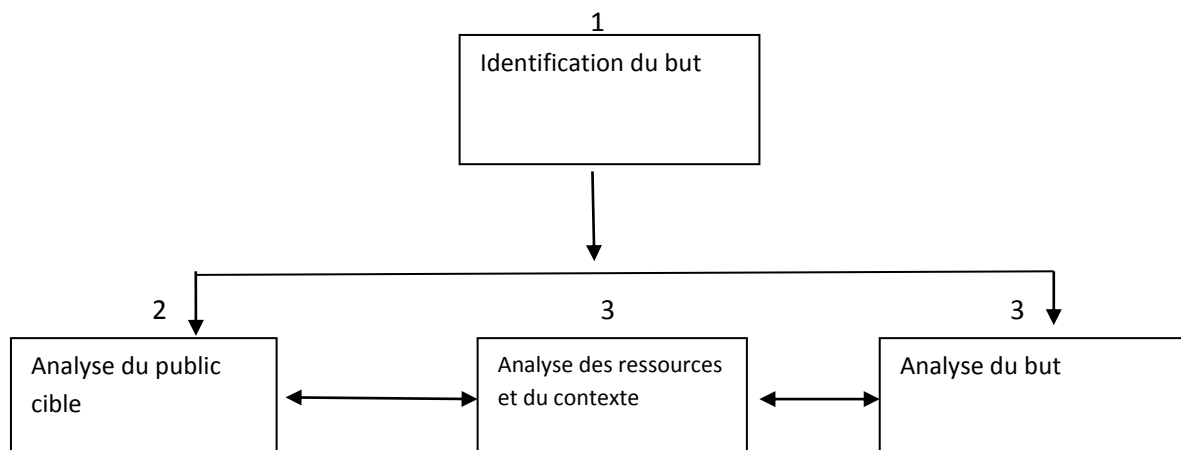 1
Identification du but
2
3
3
Analyse du public
cible
Analyse des ressources
et du contexte
Analyse du but